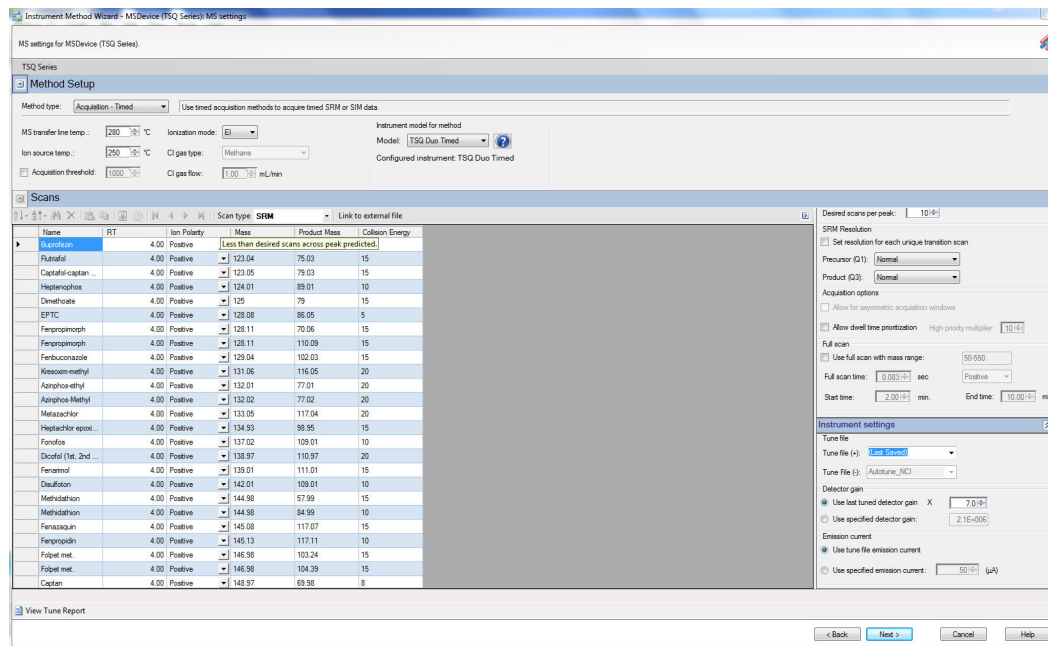 Instrument Method Wizard - MSDevice (TSQ Series): MS settings
MS settings for MSDevice (TSQ Series).
TSQ Series
Method Setup
Method type: Acquisition - Timed Use timed acquisition methods to acquire timed SRM or SIM data.
MS transfer line temp.: 280 °C Ionization mode: EI
Instrument model for method
Model: TSQ Duo Timed
Ion source temp.: 250 °C CI gas type: Methane
Configured instrument: TSQ Duo Timed
Acquisition threshold: 1000 CI gas flow: 1.00 mL/min
Scans
Scan type SRM Link to external file
Name RT Ion Polarity Mass Product Mass Collision Energy
Buprofezin 4.00 Positive Less than desired scans across peak predicted.
Flutriafol 4.00 Positive 123.04 75.03 15
Captafol-captan ... 4.00 Positive 123.05 79.03 15
Heptenophos 4.00 Positive 124.01 89.01 10
Dimethoate 4.00 Positive 125 79 15
EPTC 4.00 Positive 128.08 86.05 5
Fenpropimorph 4.00 Positive 128.11 70.06 15
Fenpropimorph 4.00 Positive 128.11 110.09 15
Fenbuconazole 4.00 Positive 129.04 102.03 15
Kresoxim-methyl 4.00 Positive 131.06 116.05 20
Azinphos-ethyl 4.00 Positive 132.01 77.01 20
Azinphos-Methyl 4.00 Positive 132.02 77.02 20
Metazachlor 4.00 Positive 133.05 117.04 20
Heptachlor epoxi... 4.00 Positive 134.93 98.95 15
Fonofos 4.00 Positive 137.02 109.01 10
Dicofol (1st, 2nd ... 4.00 Positive 138.97 110.97 20
Fenarimol 4.00 Positive 139.01 111.01 15
Disulfoton 4.00 Positive 142.01 109.01 10
Methidathion 4.00 Positive 144.98 57.99 15
Methidathion 4.00 Positive 144.98 84.99 10
Fenazaquin 4.00 Positive 145.08 117.07 15
Fenpropidin 4.00 Positive 145.13 117.11 10
Folpet met. 4.00 Positive 146.98 103.24 15
Folpet met. 4.00 Positive 146.98 104.39 15
Captan 4.00 Positive 148.97 69.98 8
Desired scans per peak: 10
SRM Resolution
Set resolution for each unique transition scan
Precursor (Q1): Normal
Product (Q3): Normal
Acquisition options
Allow for asymmetric acquisition windows
Allow dwell time prioritization High priority multiplier: 10
Full scan
Use full scan with mass range: 50-550
Full scan time: 0.083 sec Positive
Start time: 2.00 min. End time: 10.00 m
Instrument settings
Tune file
Tune file (+): (Last Saved)
Tune File (-): Autotune_NCI
Detector gain
Use last tuned detector gain X 7.0
Use specified detector gain: 2.1E+006
Emission current
Use tune file emission current
Use specified emission current: 50 (µA)
View Tune Report
< Back Next > Cancel Help